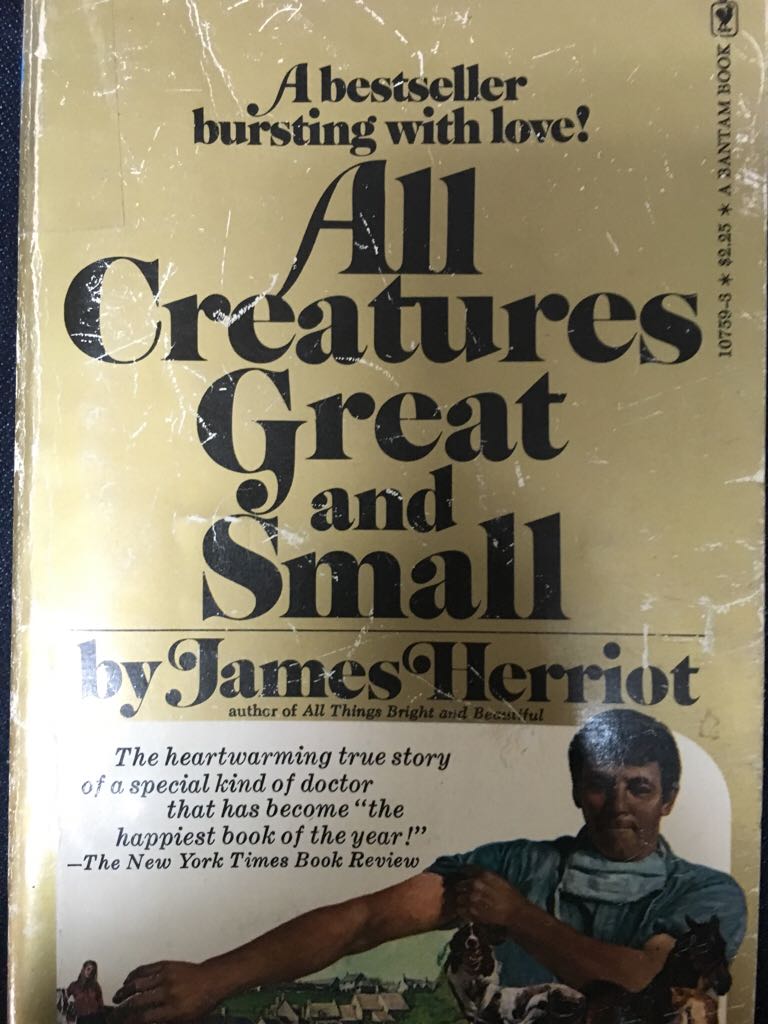 A bestseller
bursting with love!
All
Creatures
Great
and
Small
by James Herriot
author of All Things Bright and Beautiful
The heartwarming true story
of a special kind of doctor
that has become “the
happiest book of the year!”
—The New York Times Book Review
10759-3 * $2.25 * A BANTAM BOOK